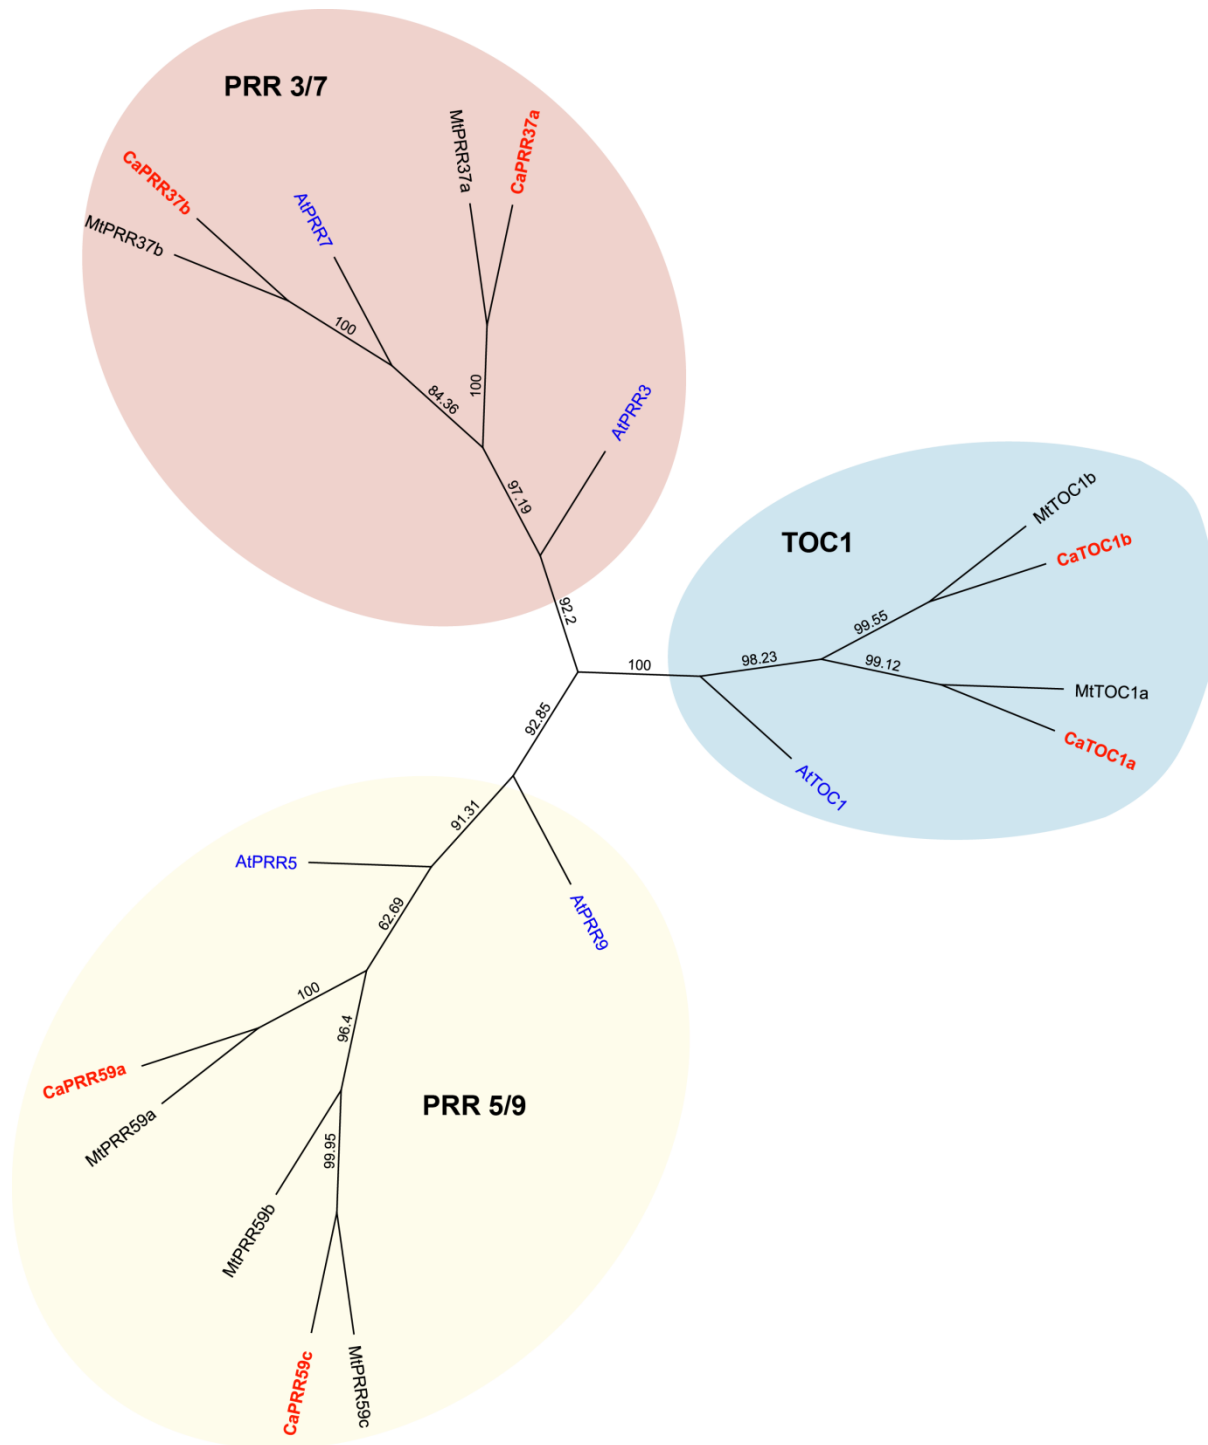 PRR 3/7
MtPRR37a
CaPRR37a
CaPRR37b
AtPRR7
MtPRR37b
100
84.36
100
AtPRR3
97.19
92.2
TOC1
MtTOC1b
CaTOC1b
99.55
98.23
99.12
100
MtTOC1a
CaTOC1a
AtTOC1
92.85
91.31
AtPRR5
AtPRR9
62.69
100
96.4
CaPRR59a
MtPRR59a
PRR 5/9
99.95
MtPRR59b
CaPRR59c
MtPRR59c